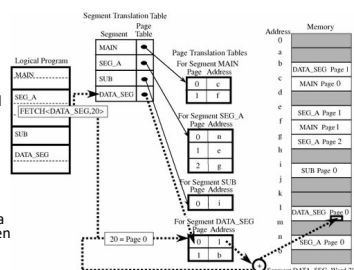 Segment Translation Table
Segment
Page
Table
MAIN
SEG_A
SUB
DATA_SEG
Logical Program
MAIN
SEG_A
FETCH<DATA_SEG,20>
SUB
DATA_SEG
Page Translation Tables
For Segment MAIN
Page Address
0 c
1 f
For Segment SEG_A
Page Address
0 n
1 e
2 g
For Segment SUB
Page Address
0 i
For Segment DATA_SEG
Page Address
0 l
1 b
20 = Page 0
+
Memory
Address
0
a
b DATA_SEG Page 1
c MAIN Page 0
d
e SEG_A Page 1
f MAIN Page 1
g SEG_A Page 2
h
i SUB Page 0
j
k
l DATA_SEG Page 0
m
n SEG_A Page 0